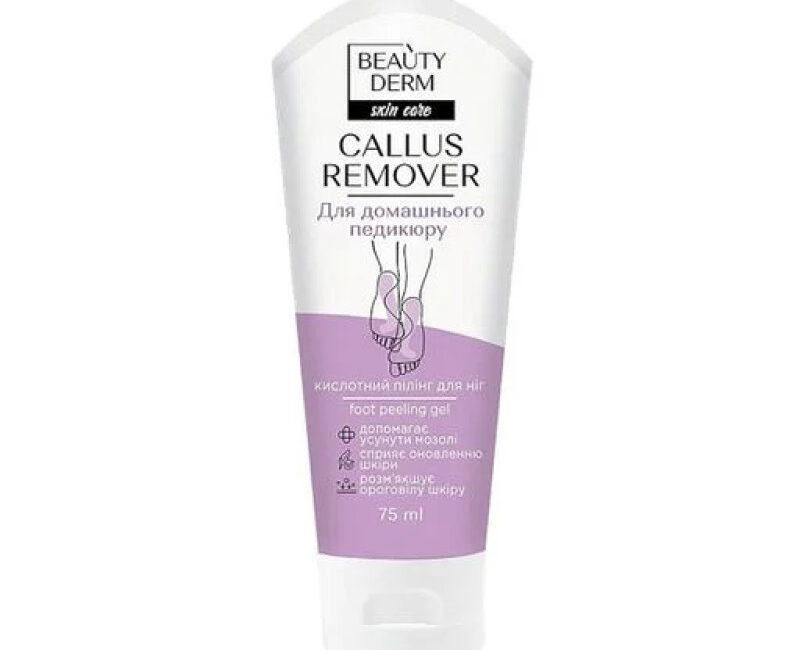 BEAUTY
DERM
skin care
CALLUS
REMOVER
Для домашнього
педикюру
кислотний пілінг для ніг
foot peeling gel
допомагає
усунути мозолі
сприяє оновленню
шкіри
розм'якшує
ороговілу шкіру
75 ml